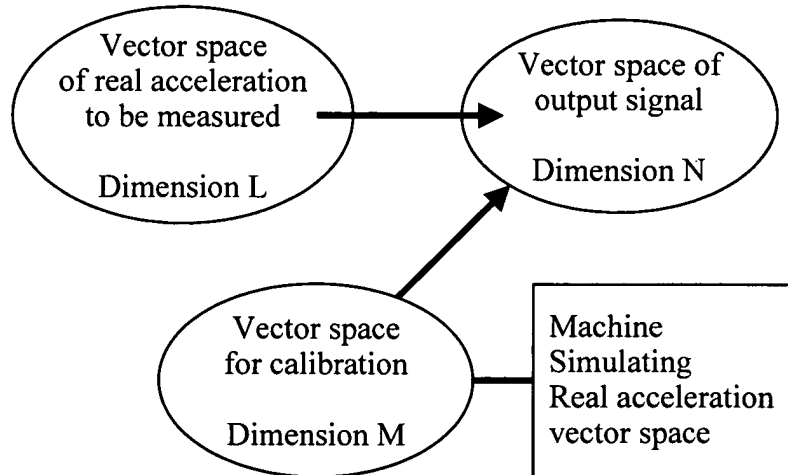 Vector space
of real acceleration
to be measured
Dimension L
Vector space of
output signal
Dimension N
Vector space
for calibration
Dimension M
Machine
Simulating
Real acceleration
vector space